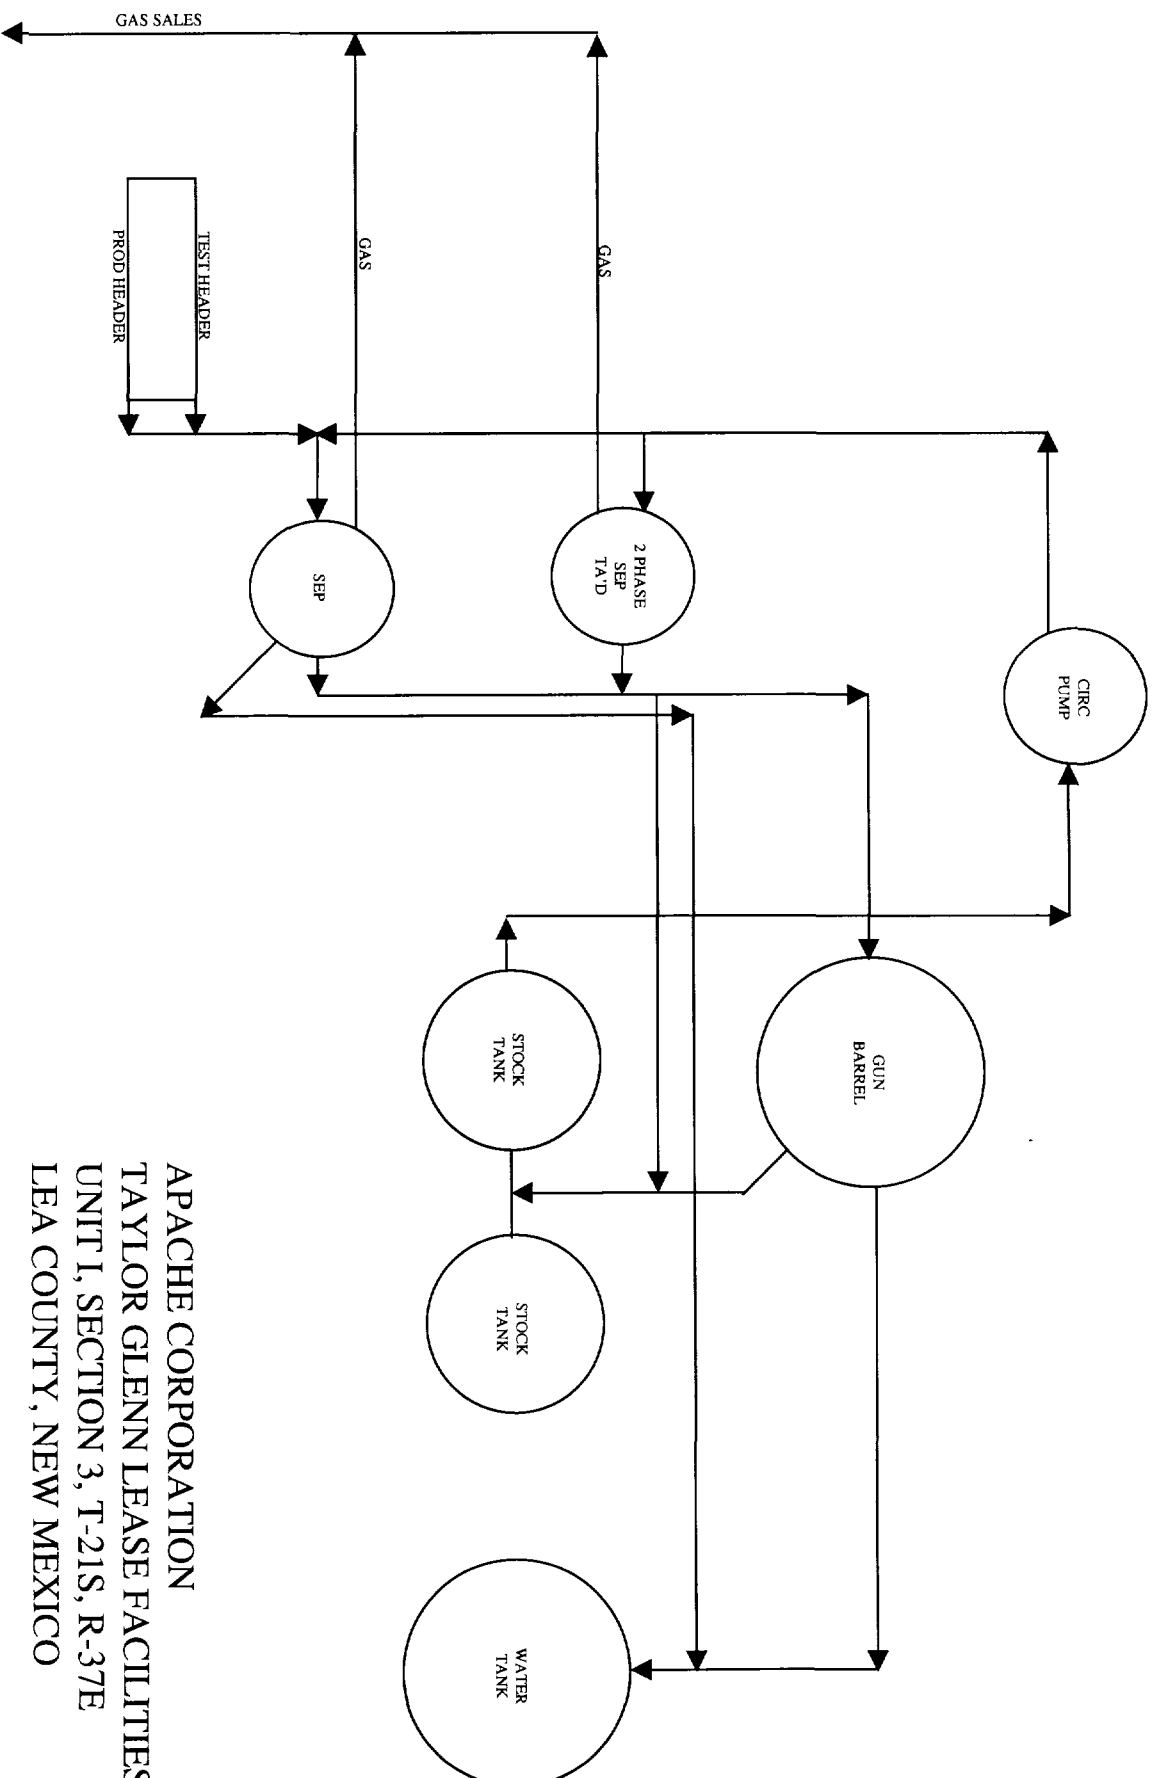 GAS SALES
GAS
GAS
TEST HEADER
PROD HEADER
2 PHASE
SEP
TA'D
SEP
CIRC
PUMP
GUN
BARREL
STOCK
TANK
STOCK
TANK
WATER
TANK
APACHE CORPORATION
TAYLOR GLENN LEASE FACILITIES
UNIT I, SECTION 3, T-21S, R-37E
LEA COUNTY, NEW MEXICO